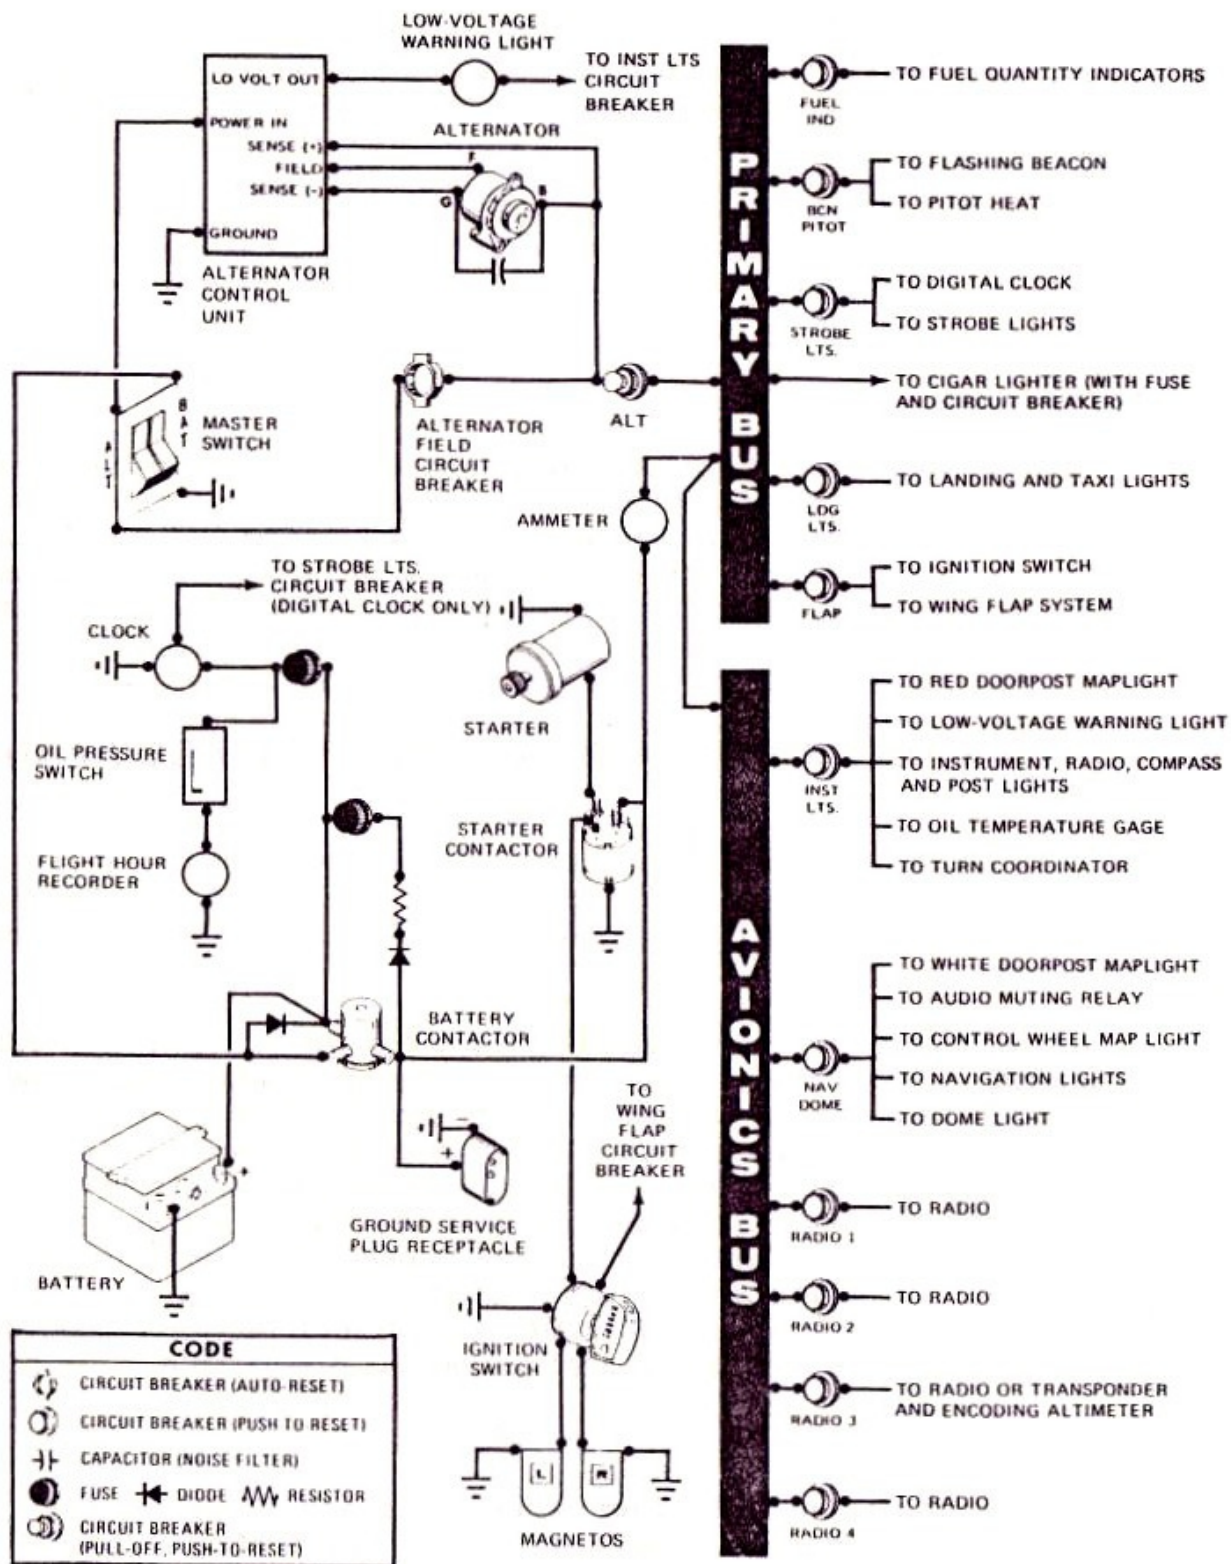 LOW-VOLTAGE
WARNING LIGHT
TO INST LTS
CIRCUIT
BREAKER
LO VOLT OUT
POWER IN
SENSE (+)
FIELD
SENSE (-)
GROUND
ALTERNATOR
CONTROL
UNIT
ALTERNATOR
F
G
B
BAT
ALT
MASTER
SWITCH
ALTERNATOR
FIELD
CIRCUIT
BREAKER
ALT
AMMETER
TO STROBE LTS.
CIRCUIT BREAKER
(DIGITAL CLOCK ONLY)
CLOCK
OIL PRESSURE
SWITCH
FLIGHT HOUR
RECORDER
STARTER
STARTER
CONTACTOR
BATTERY
CONTACTOR
TO
WING
FLAP
CIRCUIT
BREAKER
+
BATTERY
-
+
GROUND SERVICE
PLUG RECEPTACLE
IGNITION
SWITCH
L
R
MAGNETOS
CODE
CIRCUIT BREAKER (AUTO-RESET)
CIRCUIT BREAKER (PUSH TO RESET)
CAPACITOR (NOISE FILTER)
FUSE DIODE RESISTOR
CIRCUIT BREAKER
(PULL-OFF, PUSH-TO-RESET)
PRIMARY BUS
FUEL
IND
TO FUEL QUANTITY INDICATORS
BCN
PITOT
TO FLASHING BEACON
TO PITOT HEAT
STROBE
LTS.
TO DIGITAL CLOCK
TO STROBE LIGHTS
TO CIGAR LIGHTER (WITH FUSE
AND CIRCUIT BREAKER)
LDG
LTS.
TO LANDING AND TAXI LIGHTS
FLAP
TO IGNITION SWITCH
TO WING FLAP SYSTEM
AVIONICS BUS
INST
LTS.
TO RED DOORPOST MAPLIGHT
TO LOW-VOLTAGE WARNING LIGHT
TO INSTRUMENT, RADIO, COMPASS
AND POST LIGHTS
TO OIL TEMPERATURE GAGE
TO TURN COORDINATOR
NAV
DOME
TO WHITE DOORPOST MAPLIGHT
TO AUDIO MUTING RELAY
TO CONTROL WHEEL MAP LIGHT
TO NAVIGATION LIGHTS
TO DOME LIGHT
RADIO 1
TO RADIO
RADIO 2
TO RADIO
RADIO 3
TO RADIO OR TRANSPONDER
AND ENCODING ALTIMETER
RADIO 4
TO RADIO